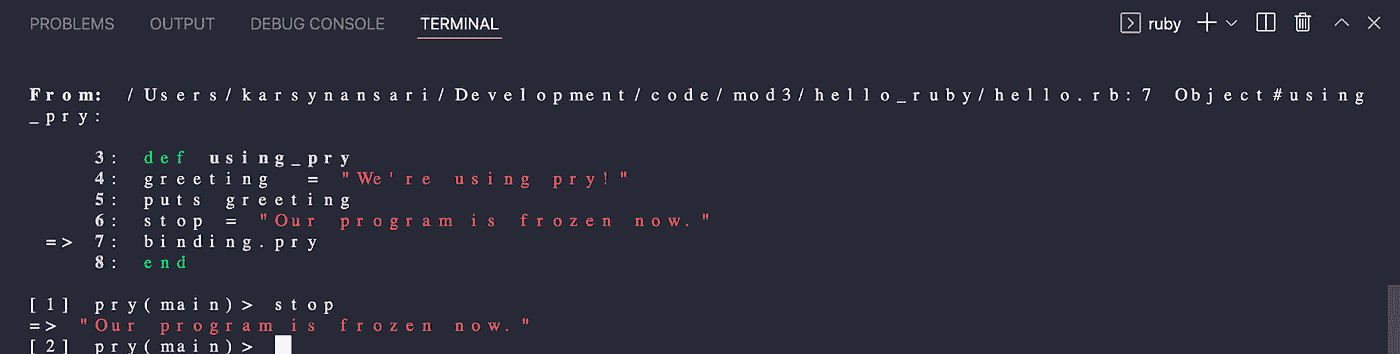 PROBLEMS OUTPUT DEBUG CONSOLE TERMINAL ruby
From: /Users/karsynansari/Development/code/mod3/hello_ruby/hello.rb:7 Object#using
_pry:
3: def using_pry
4: greeting = "We're using pry!"
5: puts greeting
6: stop = "Our program is frozen now."
=> 7: binding.pry
8: end
[1] pry(main)> stop
=> "Our program is frozen now."
[2] pry(main)>